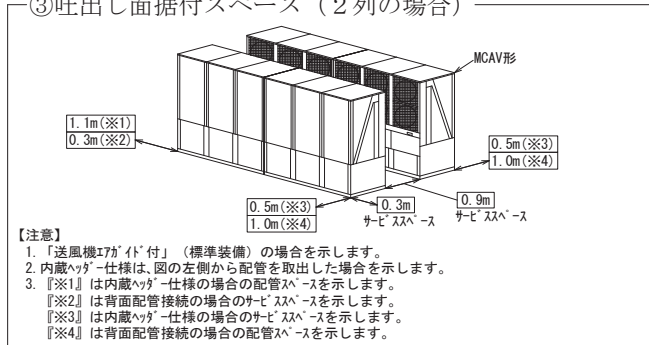 ③吐出し面据付スペース（２列の場合）
MCAV形
1.1m(※1)
0.3m(※2)
0.5m(※3)
1.0m(※4)
0.5m(※3)
1.0m(※4)
0.3m
ｻｰﾋﾞｽｽﾍﾟｰｽ
0.9m
ｻｰﾋﾞｽｽﾍﾟｰｽ
【注意】
1. 「送風機ｴｱｶﾞｲﾄﾞ付」（標準装備）の場合を示します。
2. 内蔵ﾍｯﾀﾞｰ仕様は､図の左側から配管を取出した場合を示します。
3. 『※1』は内蔵ﾍｯﾀﾞｰ仕様の場合の配管ｽﾍﾟｰｽを示します。
『※2』は背面配管接続の場合のｻｰﾋﾞｽｽﾍﾟｰｽを示します。
『※3』は内蔵ﾍｯﾀﾞｰ仕様の場合のｻｰﾋﾞｽｽﾍﾟｰｽを示します。
『※4』は背面配管接続の場合の配管ｽﾍﾟｰｽを示します。